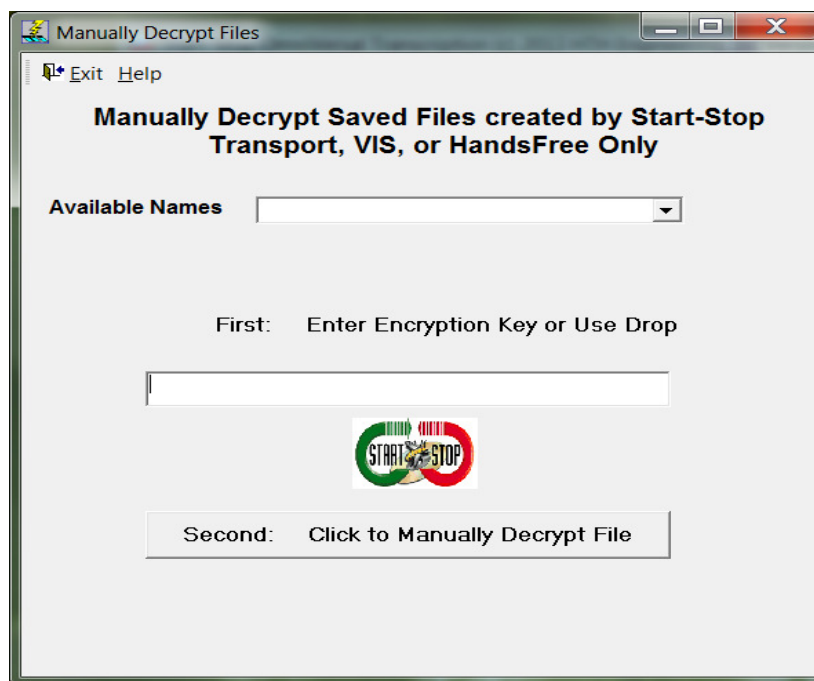 Manually Decrypt Files
Exit Help
Manually Decrypt Saved Files created by Start-Stop
Transport, VIS, or HandsFree Only
Available Names
First: Enter Encryption Key or Use Drop
START STOP
Second: Click to Manually Decrypt File